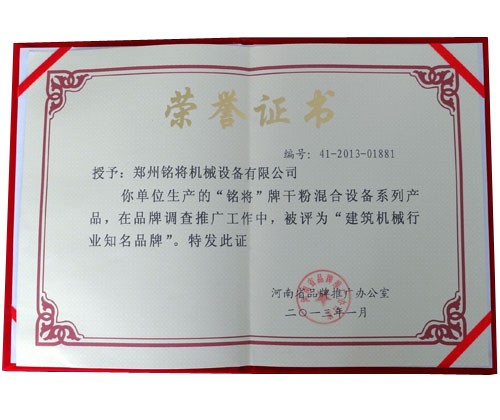 荣誉证书
编号: 41-2013-01881
授予: 郑州铭将机械设备有限公司
你单位生产的“铭将”牌干粉混合设备系列产
品, 在品牌调查推广工作中, 被评为“建筑机械行
业知名品牌”。特发此证
河南省品牌推广办公室
二〇一三年一月